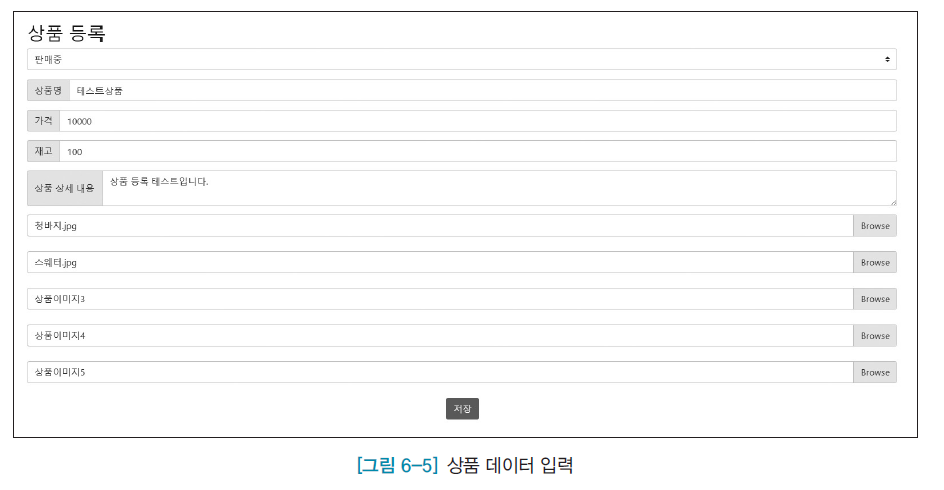 상품 등록
판매중
상품명 테스트상품
가격 10000
재고 100
상품 상세 내용 상품 등록 테스트입니다.
청바지.jpg Browse
스웨터.jpg Browse
상품이미지3 Browse
상품이미지4 Browse
상품이미지5 Browse
저장
[그림 6-5] 상품 데이터 입력